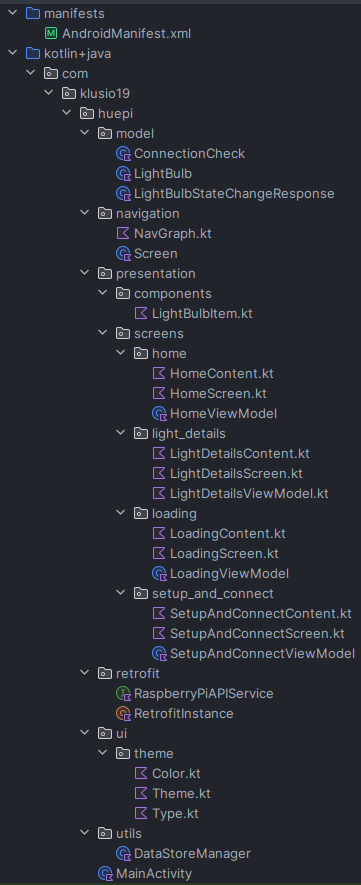 manifests
AndroidManifest.xml
kotlin+java
com
klusio19
huepi
model
ConnectionCheck
LightBulb
LightBulbStateChangeResponse
navigation
NavGraph.kt
Screen
presentation
components
LightBulbItem.kt
screens
home
HomeContent.kt
HomeScreen.kt
HomeViewModel
light_details
LightDetailsContent.kt
LightDetailsScreen.kt
LightDetailsViewModel.kt
loading
LoadingContent.kt
LoadingScreen.kt
LoadingViewModel
setup_and_connect
SetupAndConnectContent.kt
SetupAndConnectScreen.kt
SetupAndConnectViewModel
retrofit
RaspberryPiAPIService
RetrofitInstance
ui
theme
Color.kt
Theme.kt
Type.kt
utils
DataStoreManager
MainActivity